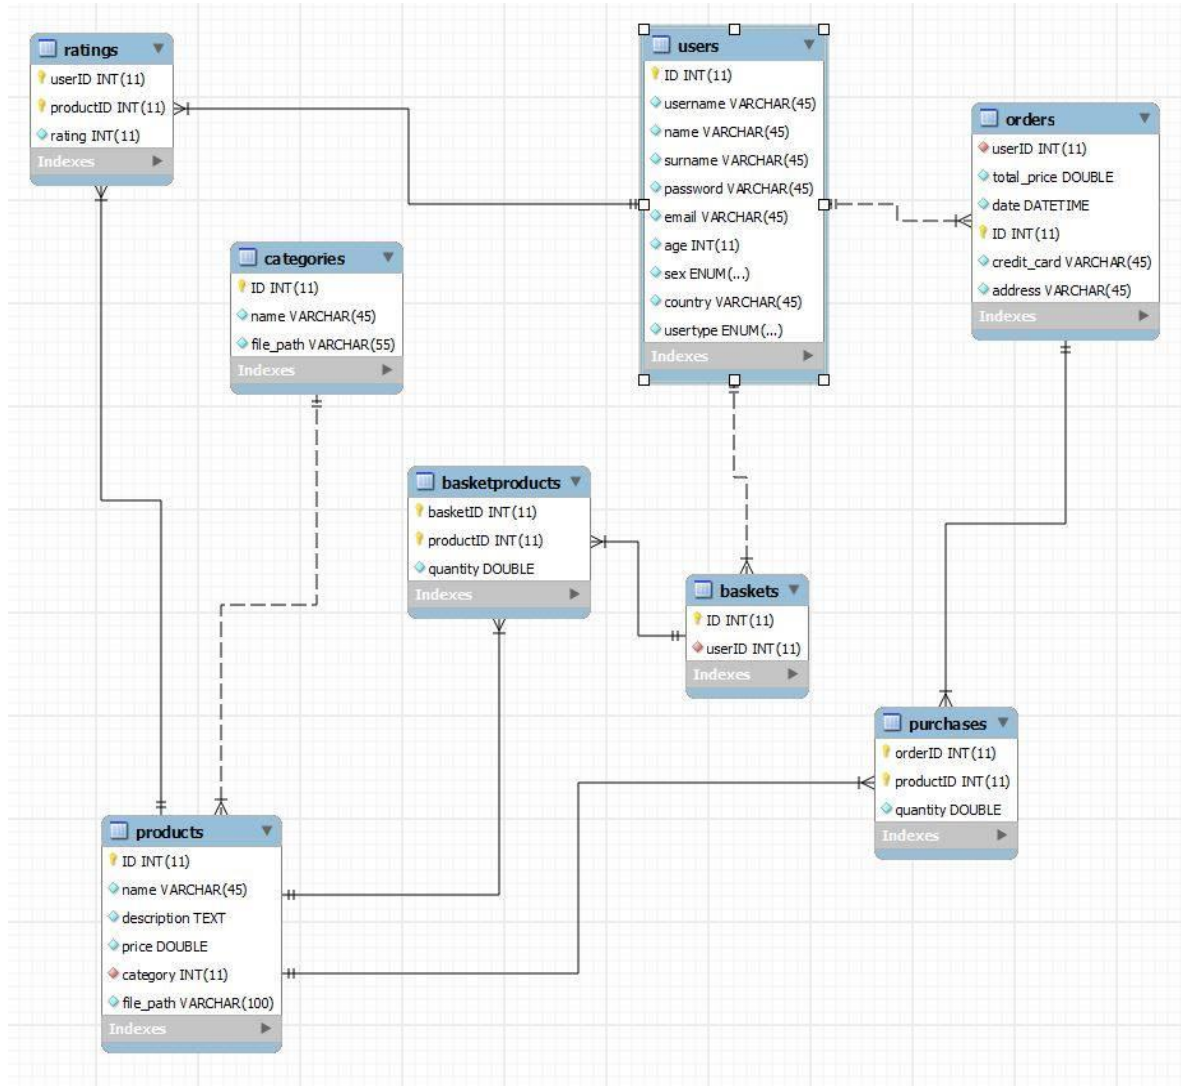 ratings
userID INT(11)
productID INT(11)
rating INT(11)
Indexes
users
ID INT(11)
username VARCHAR(45)
name VARCHAR(45)
surname VARCHAR(45)
password VARCHAR(45)
email VARCHAR(45)
age INT(11)
sex ENUM(...)
country VARCHAR(45)
usertype ENUM(...)
Indexes
orders
userID INT(11)
total_price DOUBLE
date DATETIME
ID INT(11)
credit_card VARCHAR(45)
address VARCHAR(45)
Indexes
categories
ID INT(11)
name VARCHAR(45)
file_path VARCHAR(55)
Indexes
basketproducts
basketID INT(11)
productID INT(11)
quantity DOUBLE
Indexes
baskets
ID INT(11)
userID INT(11)
Indexes
purchases
orderID INT(11)
productID INT(11)
quantity DOUBLE
Indexes
products
ID INT(11)
name VARCHAR(45)
description TEXT
price DOUBLE
category INT(11)
file_path VARCHAR(100)
Indexes